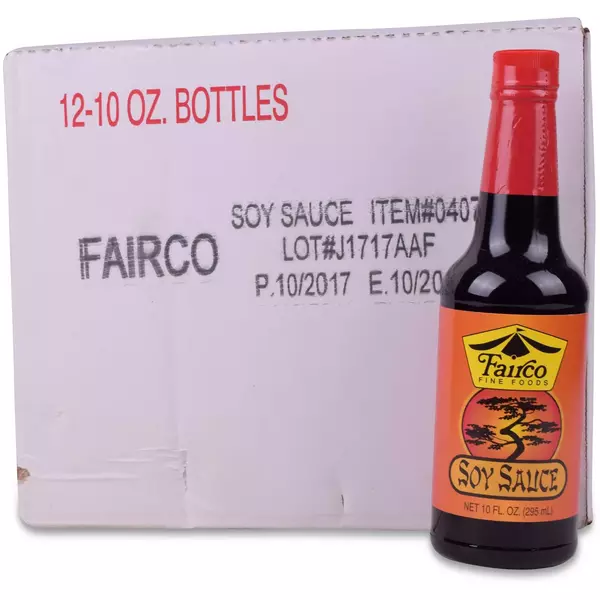 12-10 OZ. BOTTLES
SOY SAUCE ITEM#0407
FAIRCO LOT#J1717AAF
P.10/2017 E.10/20
Fairco
FINE FOODS
SOY SAUCE
NET 10 FL. OZ. (295 mL)